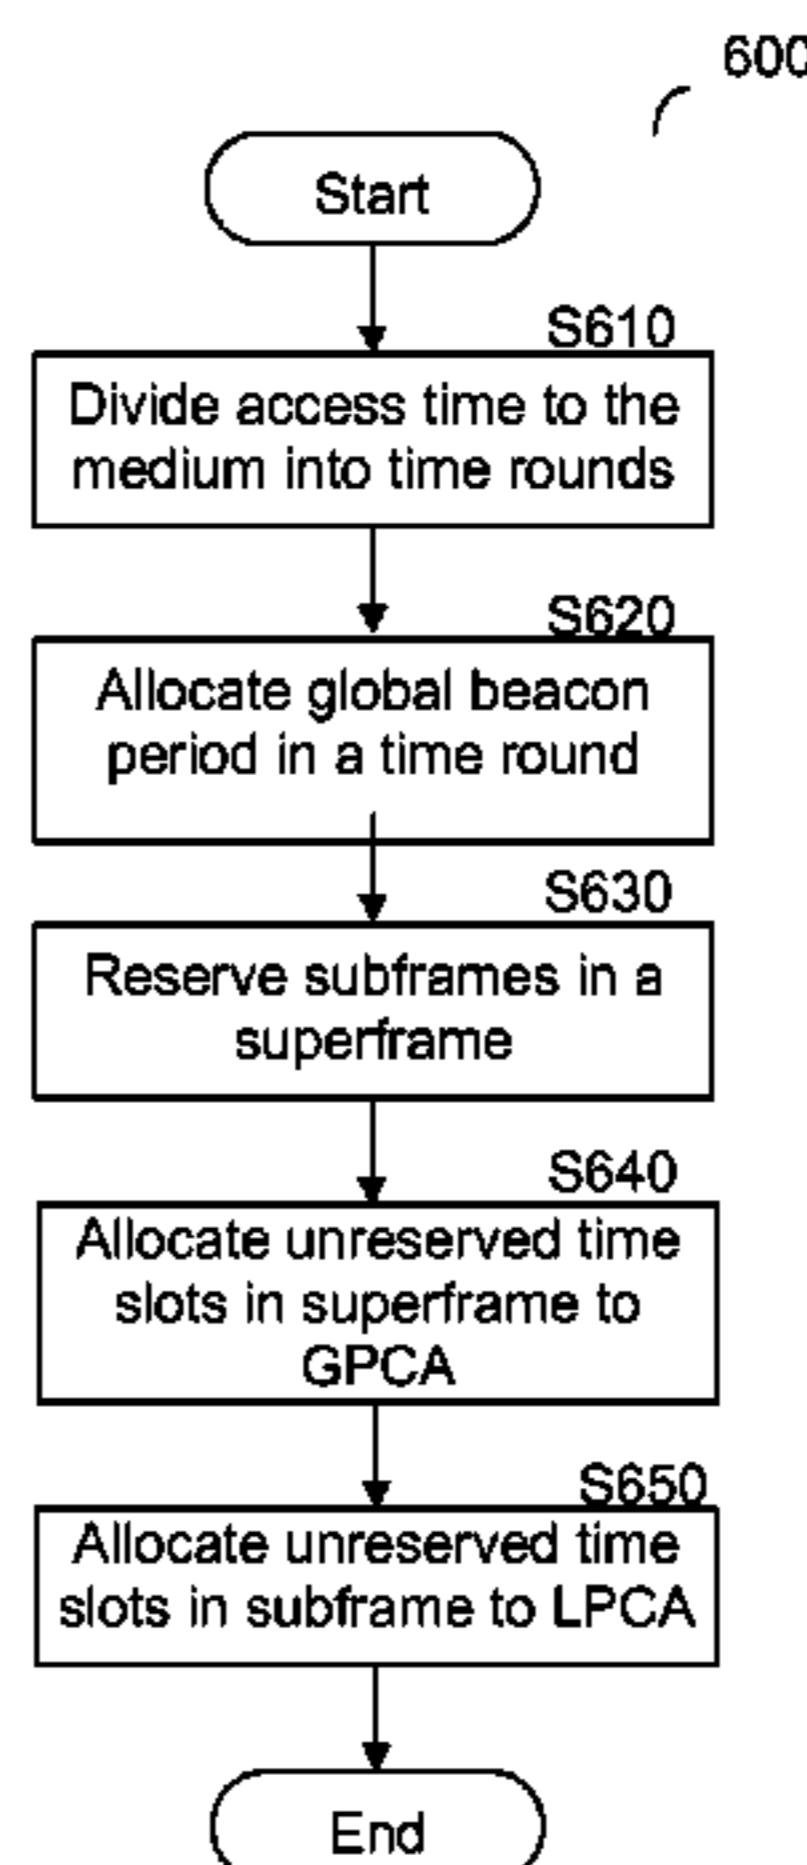 600
Start
S610
Divide access time to the
medium into time rounds
S620
Allocate global beacon
period in a time round
S630
Reserve subframes in a
superframe
S640
Allocate unreserved time
slots in superframe to
GPCA
S650
Allocate unreserved time
slots in subframe to LPCA
End